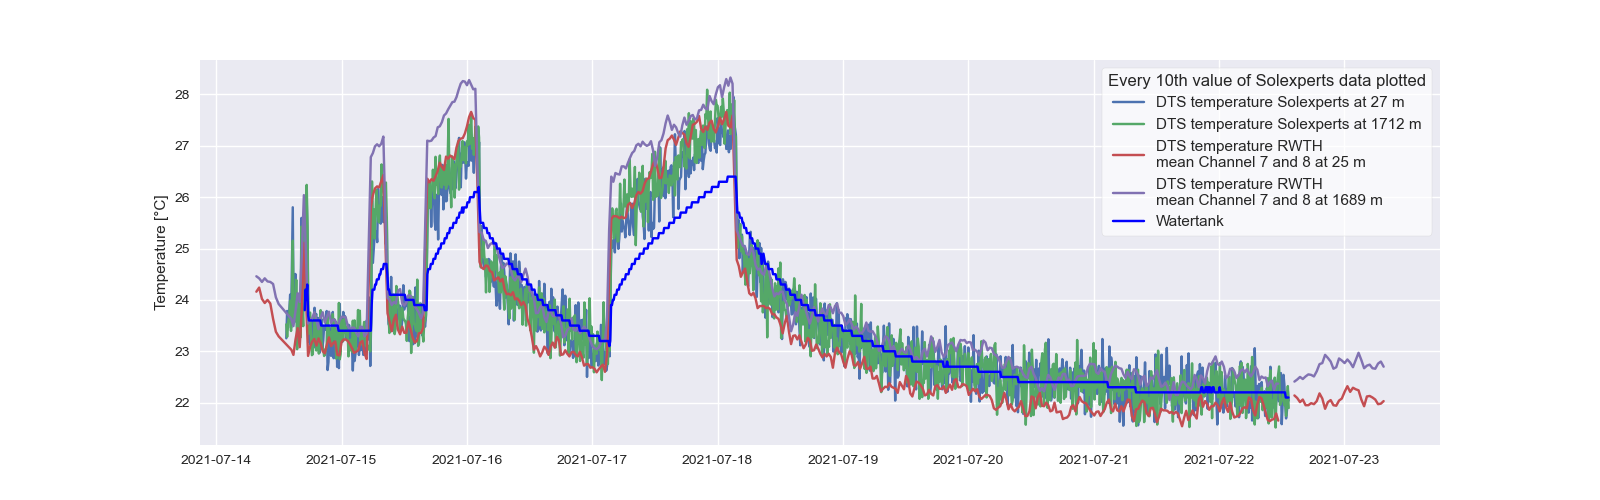 Every 10th value of Solexperts data plotted
DTS temperature Solexperts at 27 m
DTS temperature Solexperts at 1712 m
DTS temperature RWTH
mean Channel 7 and 8 at 25 m
DTS temperature RWTH
mean Channel 7 and 8 at 1689 m
Watertank
Temperature [°C]
28
27
26
25
24
23
22
2021-07-14 2021-07-15 2021-07-16 2021-07-17 2021-07-18 2021-07-19 2021-07-20 2021-07-21 2021-07-22 2021-07-23